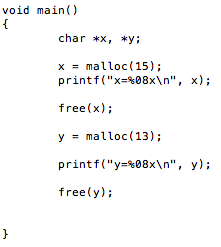 void main()
{
char *x, *y;
x = malloc(15);
printf("x=%08x\n", x);
free(x);
y = malloc(13);
printf("y=%08x\n", y);
free(y);
}